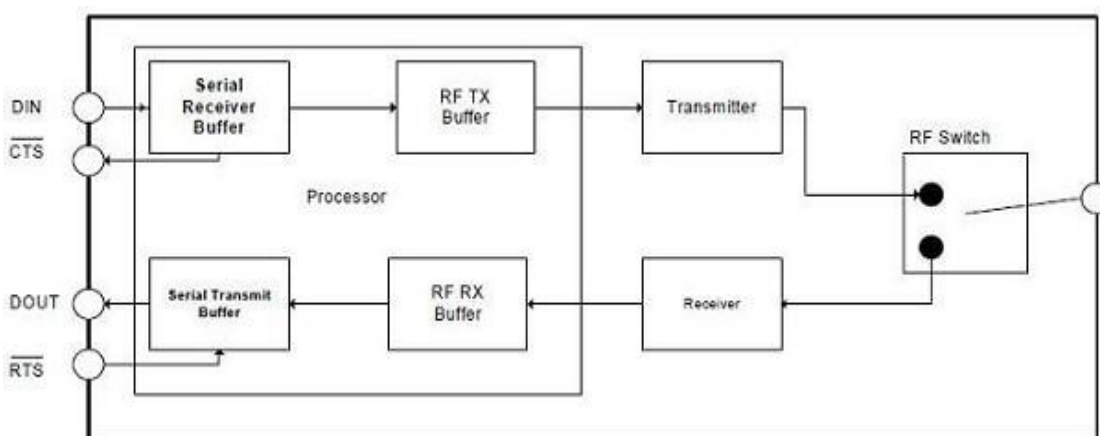 Serial
Receiver
Buffer
RF TX
Buffer
Transmitter
DIN
CTS
RF Switch
Processor
Serial Transmit
Buffer
RF RX
Buffer
Receiver
DOUT
RTS